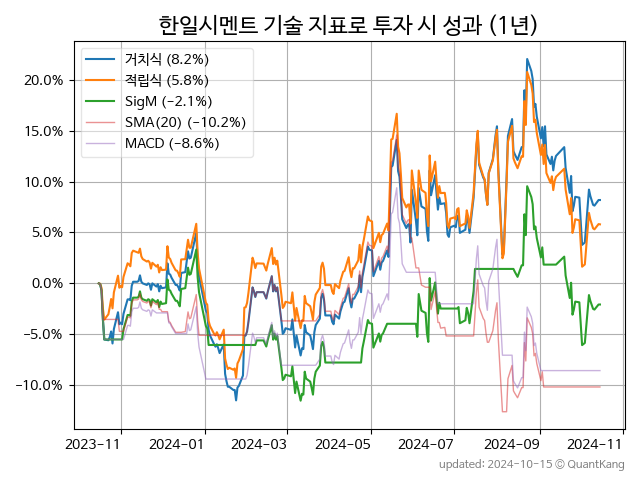 한일시멘트 기술 지표로 투자 시 성과 (1년)
거치식 (8.2%)
적립식 (5.8%)
SigM (−2.1%)
SMA(20) (−10.2%)
MACD (−8.6%)
20.0%
15.0%
10.0%
5.0%
0.0%
−5.0%
−10.0%
2023-11 2024-01 2024-03 2024-05 2024-07 2024-09 2024-11
updated: 2024-10-15 © QuantKang